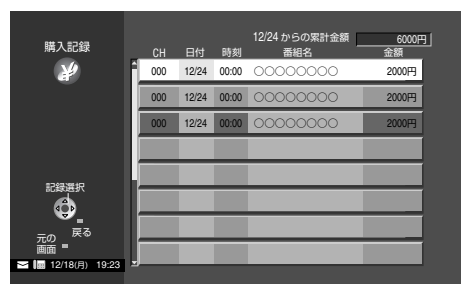 購入記録
12/24 からの累計金額 6000円
CH 日付 時刻 番組名 金額
000 12/24 00:00 ○○○○○○○○ 2000円
000 12/24 00:00 ○○○○○○○○ 2000円
000 12/24 00:00 ○○○○○○○○ 2000円
記録選択
戻る
元の
画面
12/18(月) 19:23